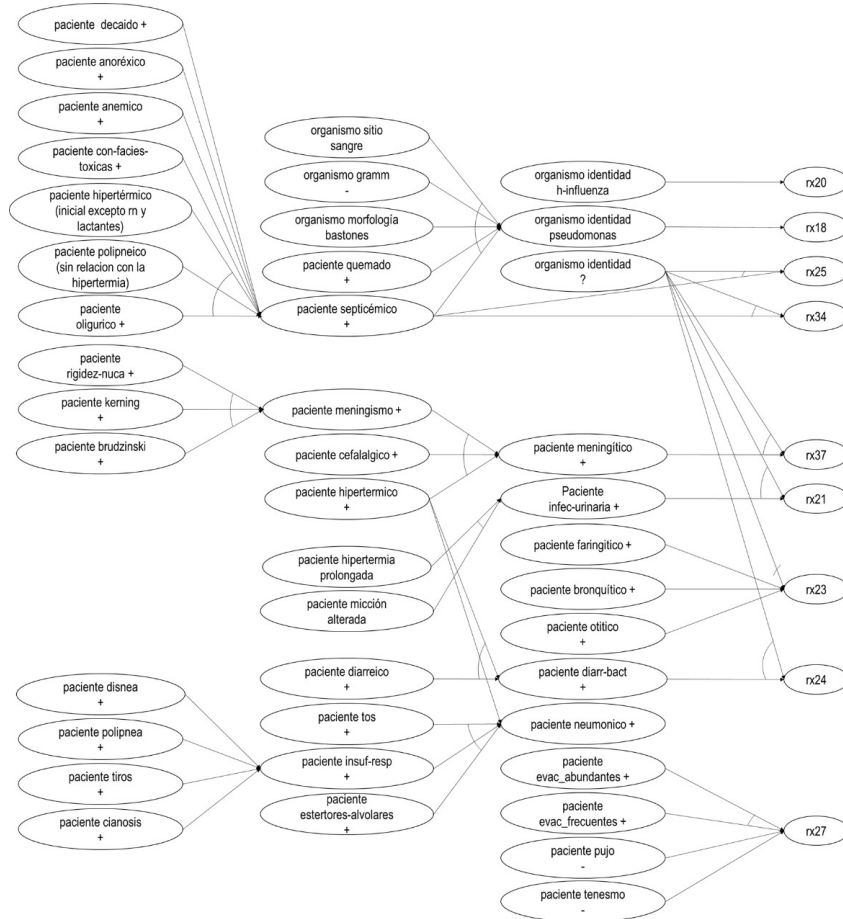 paciente decaido +
paciente anoréxico
+
paciente anemico
+
paciente con-facies-
toxicas +
paciente hipertérmico
(inicial excepto rn y
lactantes)
paciente polipneico
(sin relacion con la
hipertermia)
paciente
oligurico +
paciente
rigidez-nuca +
paciente kerning
+
paciente brudzinski
+
paciente disnea
+
paciente polipnea
+
paciente tiros
+
paciente cianosis
+
organismo sitio
sangre
organismo gramm
-
organismo morfología
bastones
paciente quemado
+
paciente septicémico
+
paciente meningismo +
paciente cefalalgico +
paciente hipertermico
+
paciente hipertermia
prolongada
paciente micción
alterada
paciente diarreico
+
paciente tos
+
paciente insuf-resp
+
paciente
estertores-alvolares
+
organismo identidad
h-influenza
organismo identidad
pseudomonas
organismo identidad
?
paciente meningítico
+
Paciente
infec-urinaria +
paciente faringitico +
paciente bronquítico +
paciente otitico
+
paciente diarr-bact
+
paciente neumonico +
paciente
evac_abundantes +
paciente
evac_frecuentes +
paciente pujo
-
paciente tenesmo
-
rx20
rx18
rx25
rx34
rx37
rx21
rx23
rx24
rx27